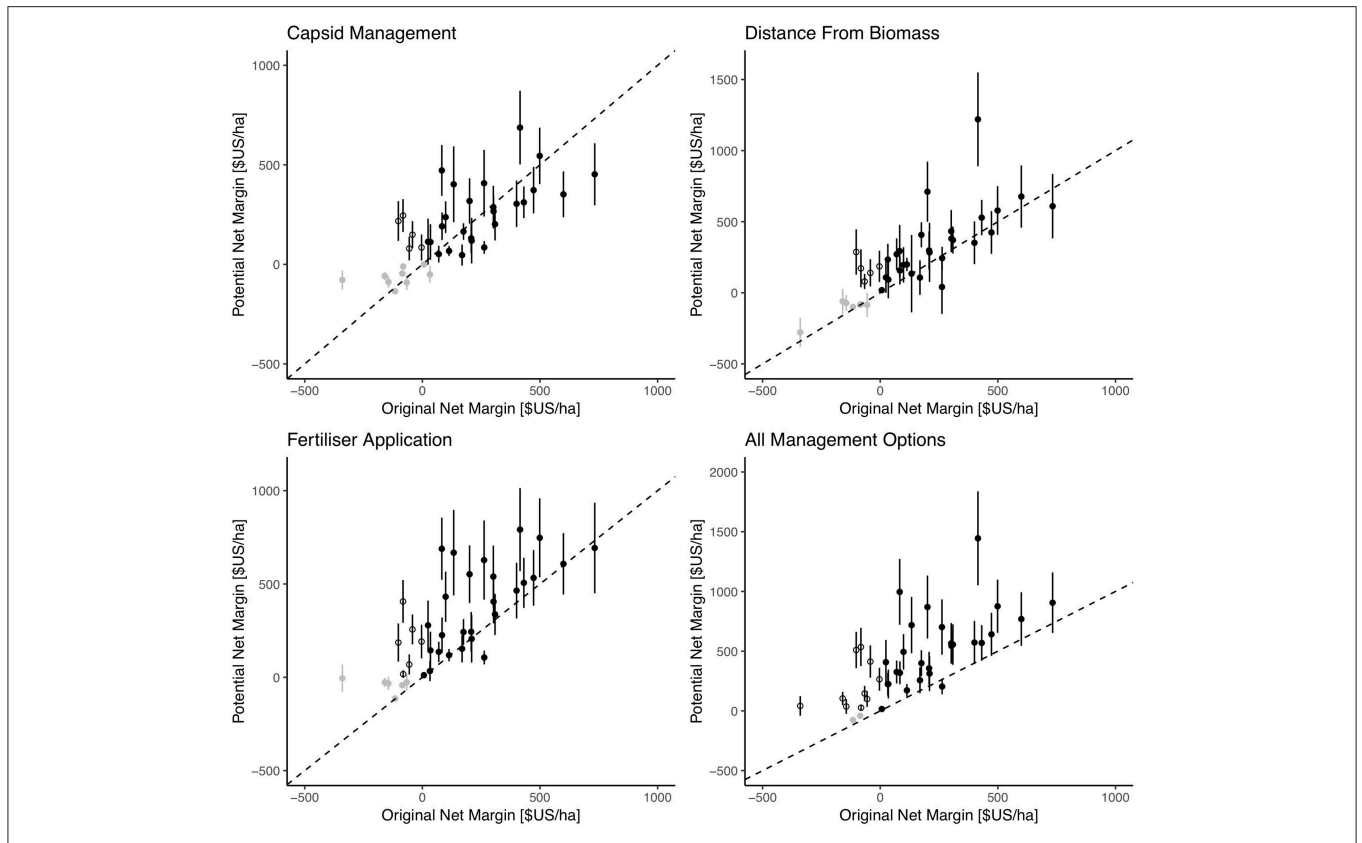 Capsid Management
1000
500
0
−500
Potential Net Margin [$US/ha]
−500 0 500 1000
Original Net Margin [$US/ha]
Distance From Biomass
1500
1000
500
0
−500
Potential Net Margin [$US/ha]
−500 0 500 1000
Original Net Margin [$US/ha]
Fertiliser Application
1000
500
0
−500
Potential Net Margin [$US/ha]
−500 0 500 1000
Original Net Margin [$US/ha]
All Management Options
2000
1500
1000
500
0
−500
Potential Net Margin [$US/ha]
−500 0 500 1000
Original Net Margin [$US/ha]